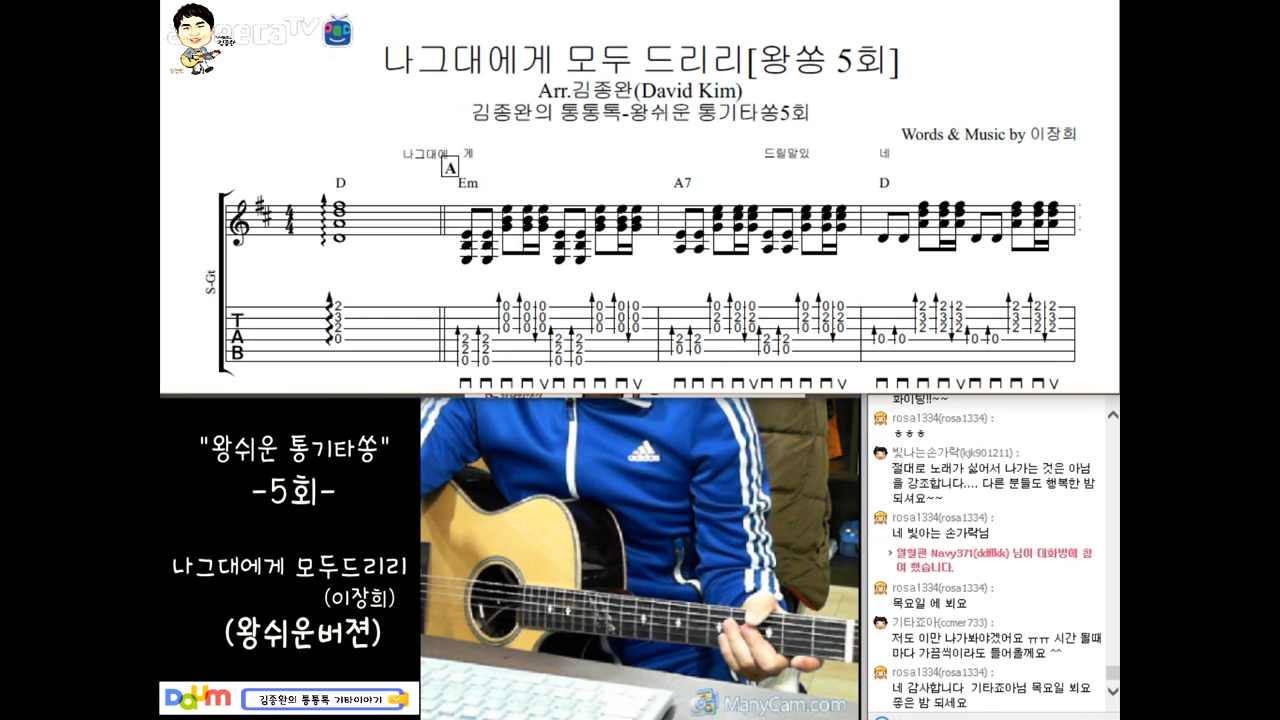 afreecaTV
나그대에게 모두 드리리[왕쏭 5회]
Arr.김종완(David Kim)
김종완의 통통톡-왕쉬운 통기타쏭5회
Words & Music by 이장희
나그대에 게 드릴말있 네
A
D Em A7 D
S-Gt
TAB
"왕쉬운 통기타쏭"
-5회-
나그대에게 모두드리리
(이장희)
(왕쉬운버젼)
Daum 김종완의 통통톡 기타이야기
adidas
ManyCam.com
화이팅!!~~
rosa1334(rosa1334) :
ㅎㅎㅎ
빛나는손가락(kjk901211) :
절대로 노래가 싫어서 나가는 것은 아님
을 강조합니다.... 다른 분들도 행복한 밤
되셔요~~
rosa1334(rosa1334) :
네 빛아는 손가락님
› 열혈팬 Navy371(ddffkk) 님이 대화방에 참
여 했습니다.
rosa1334(rosa1334) :
목요일 에 뵈요
기타죠아(ccmer733) :
저도 이만 나가봐야겠어요 ㅠㅠ 시간 될때
마다 가끔씩이라도 들어올께요 ^^
rosa1334(rosa1334) :
네 감사합니다 기타죠아님 목요일 뵈요
좋은 밤 되세요